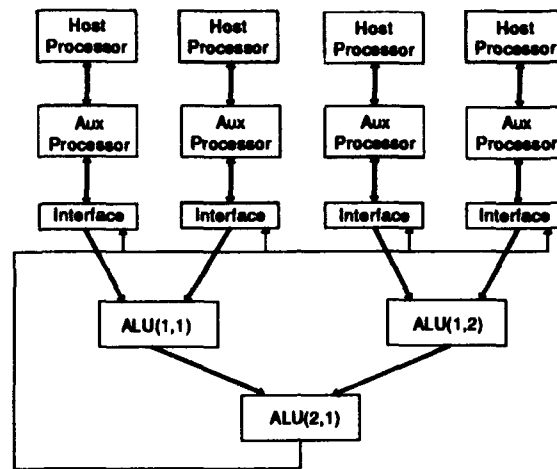 Host Processor
Host Processor
Host Processor
Host Processor
Aux Processor
Aux Processor
Aux Processor
Aux Processor
Interface
Interface
Interface
Interface
ALU(1,1)
ALU(1,2)
ALU(2,1)